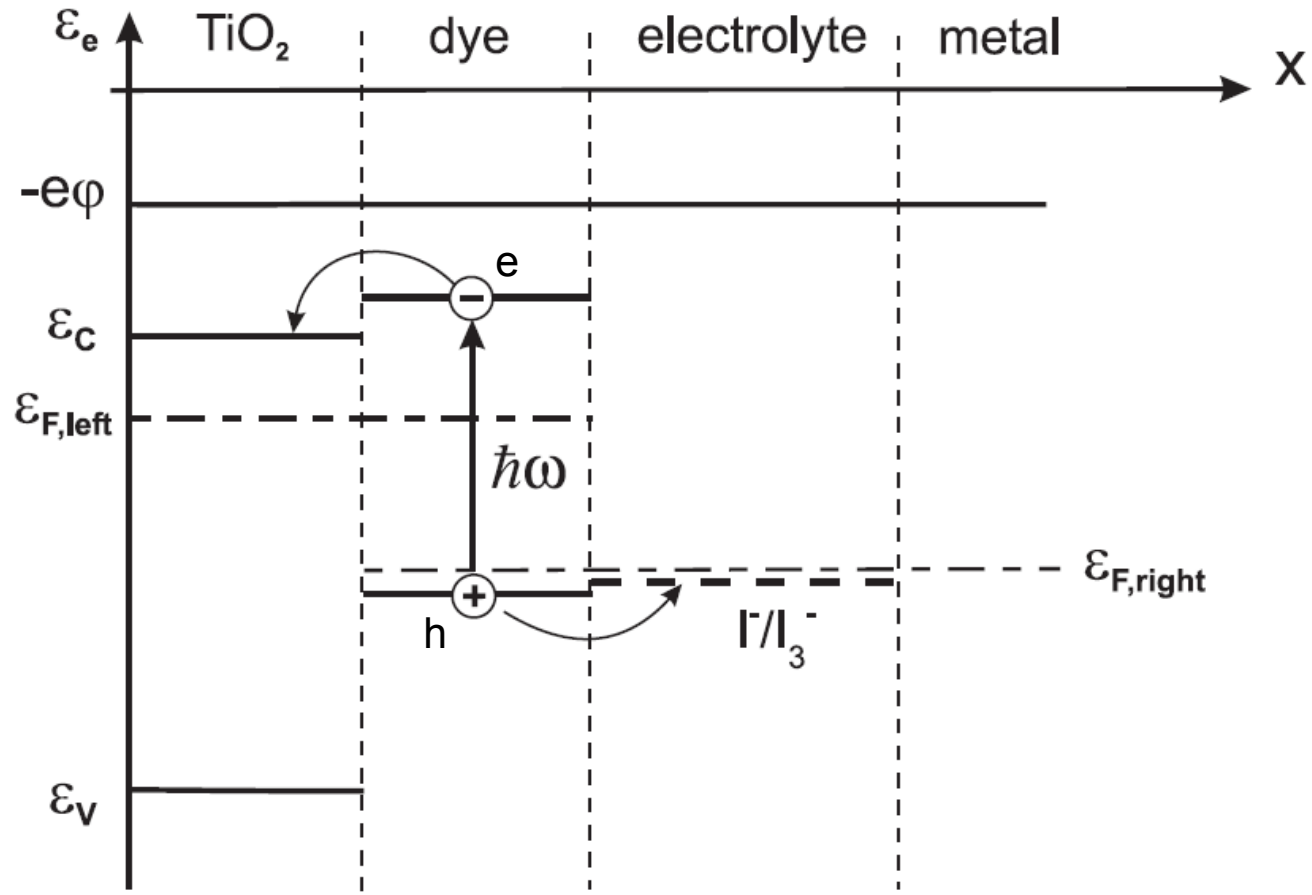 εe TiO2 dye electrolyte metal
x
-eφ
e
εC
εF,left
ħω
εF,right
+
h
I-/I3-
εV